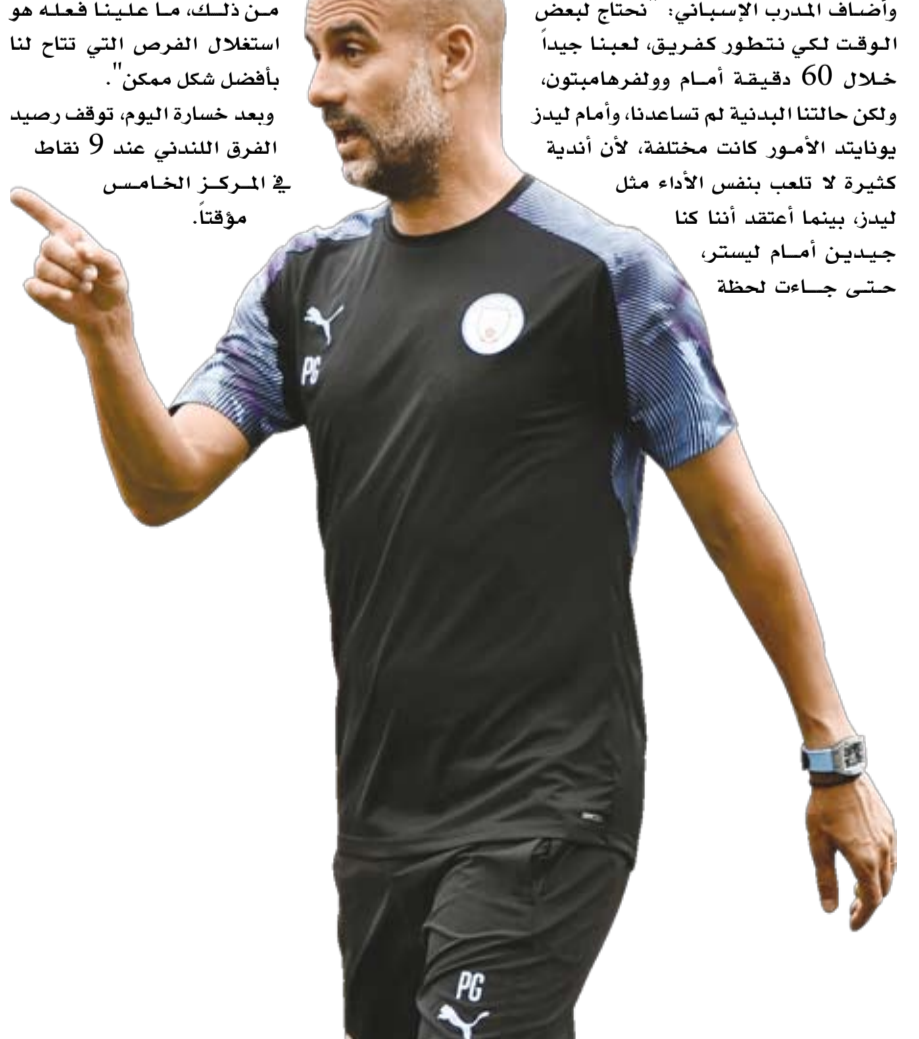 وأضاف المدرب الإسباني: "نحتاج لبعض
الوقت لكي نتطور كفريق، لعبنا جيداً
خلال 60 دقيقة أمام وولفرهامبتون،
ولكن حالتنا البدنية لم تساعدنا، وأمام ليدز
يونايتد الأمور كانت مختلفة، لأن أندية
كثيرة لا تلعب بنفس الأداء مثل
ليدز، بينما أعتقد أننا كنا
جيدين أمام ليستر،
حتى جاءت لحظة
من ذلك، ما علينا فعله هو
استغلال الفرص التي تتاح لنا
بأفضل شكل ممكن".
وبعد خسارة اليوم، توقف رصيد
الفرق اللندني عند 9 نقاط
في المركز الخامس
مؤقتاً.
PG
PG